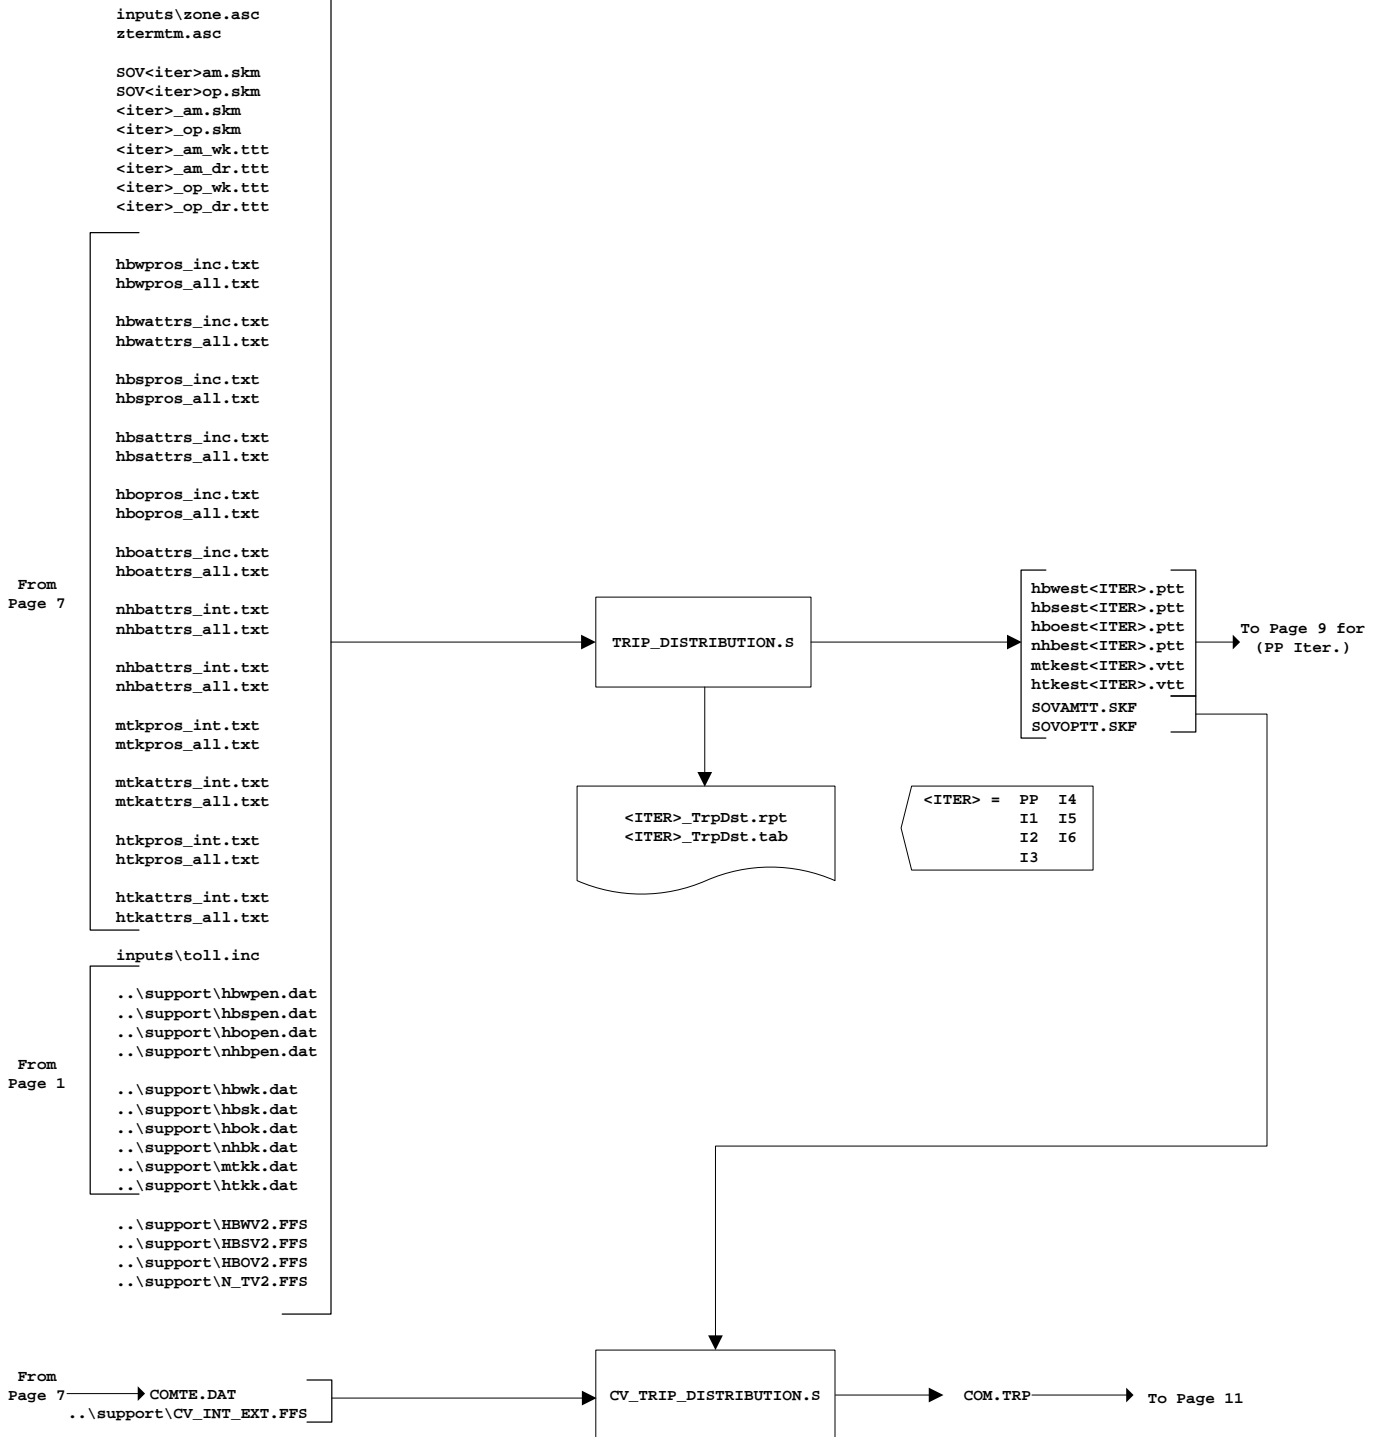 inputs\zone.asc
ztermtm.asc
SOV<iter>am.skm
SOV<iter>op.skm
<iter>_am.skm
<iter>_op.skm
<iter>_am_wk.ttt
<iter>_am_dr.ttt
<iter>_op_wk.ttt
<iter>_op_dr.ttt
From
Page 7
hbwpros_inc.txt
hbwpros_all.txt
hbwattrs_inc.txt
hbwattrs_all.txt
hbspros_inc.txt
hbspros_all.txt
hbsattrs_inc.txt
hbsattrs_all.txt
hbopros_inc.txt
hbopros_all.txt
hboattrs_inc.txt
hboattrs_all.txt
nhbattrs_int.txt
nhbattrs_all.txt
nhbattrs_int.txt
nhbattrs_all.txt
mtkpros_int.txt
mtkpros_all.txt
mtkattrs_int.txt
mtkattrs_all.txt
htkpros_int.txt
htkpros_all.txt
htkattrs_int.txt
htkattrs_all.txt
inputs\toll.inc
From
Page 1
..\support\hbwpen.dat
..\support\hbspen.dat
..\support\hbopen.dat
..\support\nhbpen.dat
..\support\hbwk.dat
..\support\hbsk.dat
..\support\hbok.dat
..\support\nhbk.dat
..\support\mtkk.dat
..\support\htkk.dat
..\support\HBWV2.FFS
..\support\HBSV2.FFS
..\support\HBOV2.FFS
..\support\N_TV2.FFS
TRIP_DISTRIBUTION.S
hbwest<ITER>.ptt
hbsest<ITER>.ptt
hboest<ITER>.ptt
nhbest<ITER>.ptt
mtkest<ITER>.vtt
htkest<ITER>.vtt
SOVAMTT.SKF
SOVOPTT.SKF
To Page 9 for
(PP Iter.)
<ITER>_TrpDst.rpt
<ITER>_TrpDst.tab
<ITER> = PP I4
I1 I5
I2 I6
I3
From
Page 7
COMTE.DAT
..\support\CV_INT_EXT.FFS
CV_TRIP_DISTRIBUTION.S
COM.TRP
To Page 11